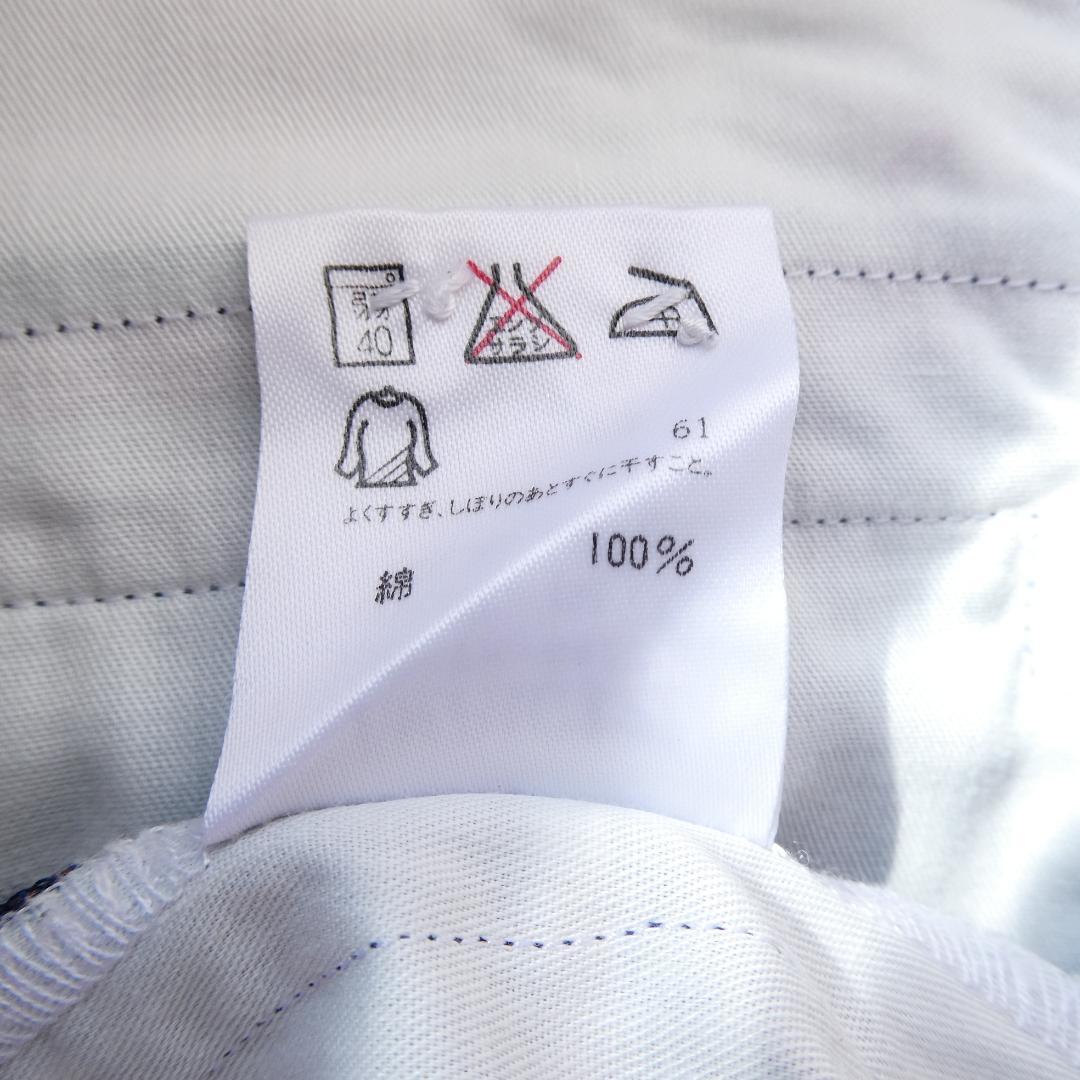 40
エンソ
サラシ
中
61
よくすすぎ、しぼりのあとすぐに干すこと。
綿 100%